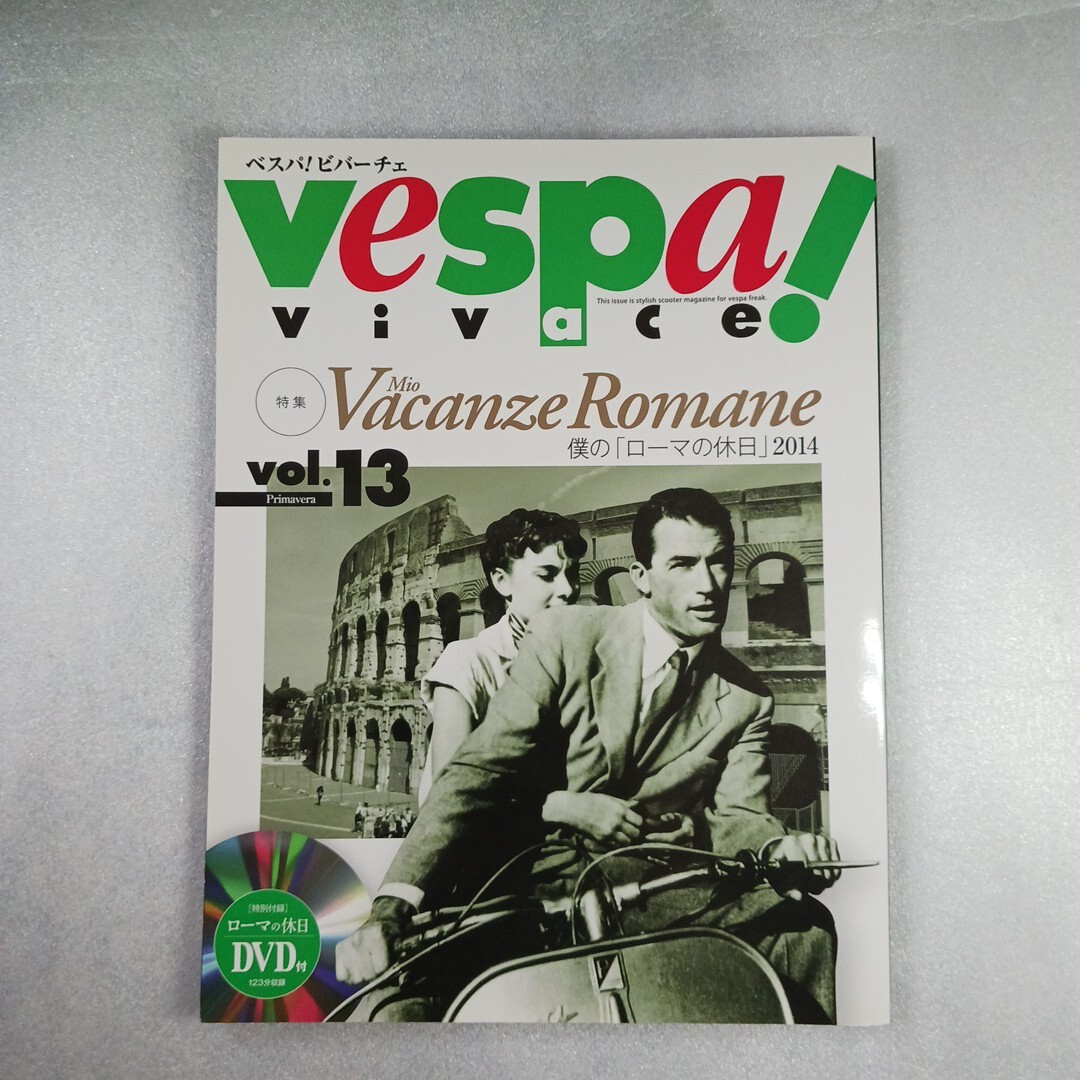 ベスパ！ビバーチェ
vespa!
This issue is stylish scooter magazine for vespa freak.
vivace
特集
Mio
Vacanze Romane
僕の「ローマの休日」2014
vol.13
Primavera
［特別付録］
ローマの休日
DVD付
123分収録